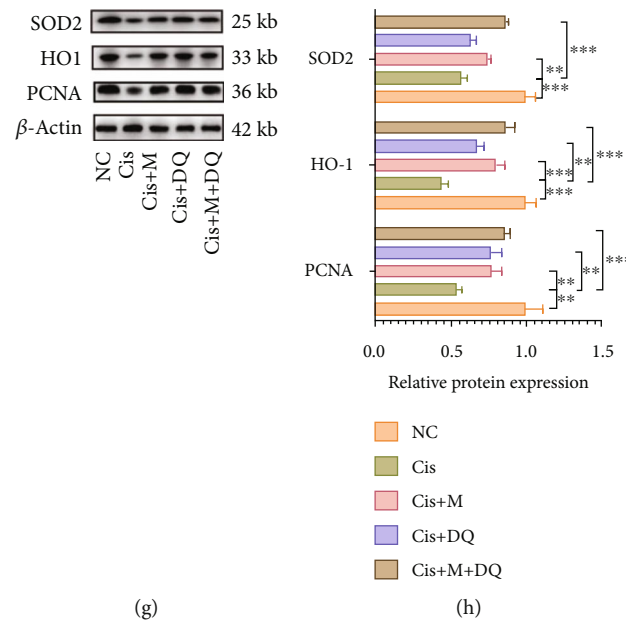 SOD2 25 kb
HO1 33 kb
PCNA 36 kb
β-Actin 42 kb
NC
Cis
Cis+M
Cis+DQ
Cis+M+DQ
(g)
SOD2
***
**
***
HO-1
***
**
***
***
PCNA
***
**
**
**
0.0 0.5 1.0 1.5
Relative protein expression
NC
Cis
Cis+M
Cis+DQ
Cis+M+DQ
(h)